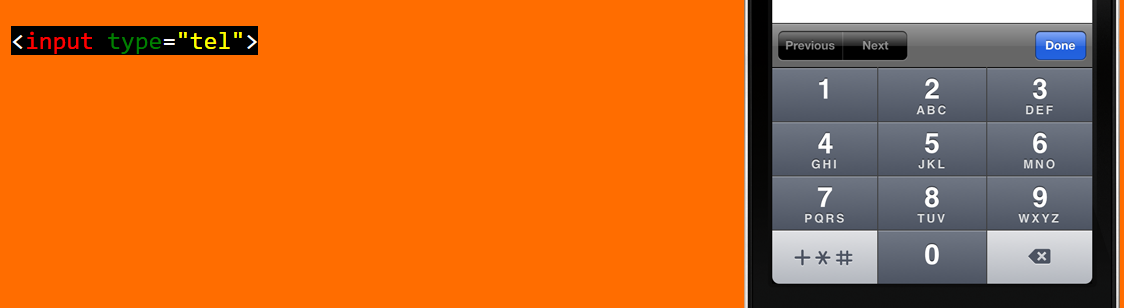 <input type="tel">
Previous Next Done
1 2 3
ABC DEF
4 5 6
GHI JKL MNO
7 8 9
PQRS TUV WXYZ
+*# 0